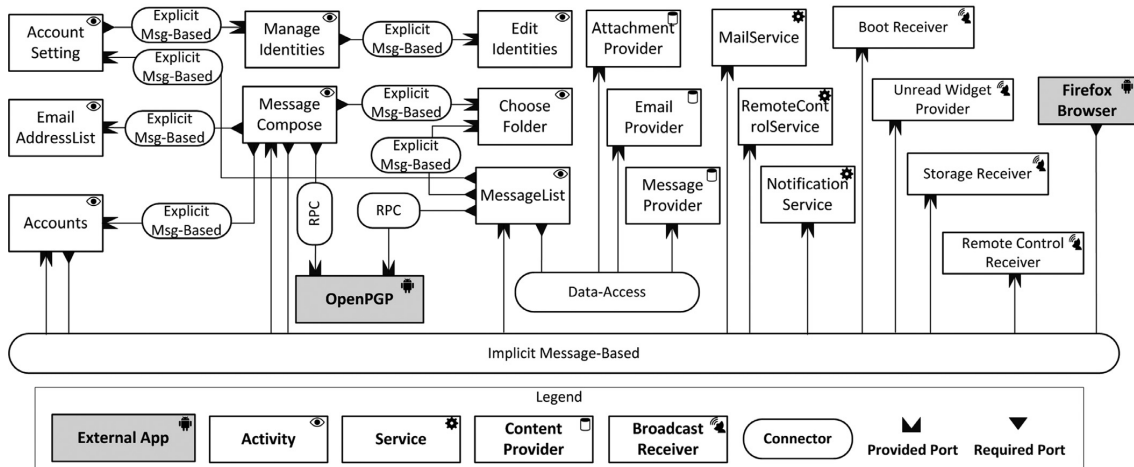 Account
Setting
Explicit
Msg-Based
Manage
Identities
Explicit
Msg-Based
Edit
Identities
Attachment
Provider
MailService
Boot Receiver
Explicit
Msg-Based
Email
AddressList
Explicit
Msg-Based
Message
Compose
Explicit
Msg-Based
Choose
Folder
Email
Provider
RemoteCont
rolService
Unread Widget
Provider
Firefox
Browser
Explicit
Msg-Based
Accounts
Explicit
Msg-Based
RPC
RPC
MessageList
Message
Provider
Notification
Service
Storage Receiver
Remote Control
Receiver
OpenPGP
Data-Access
Implicit Message-Based
Legend
External App
Activity
Service
Content
Provider
Broadcast
Receiver
Connector
Provided Port
Required Port